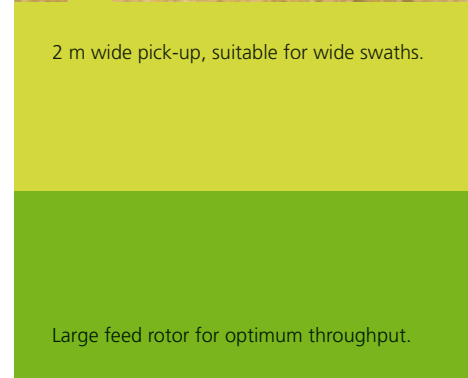 2 m wide pick-up, suitable for wide swaths.
Large feed rotor for optimum throughput.